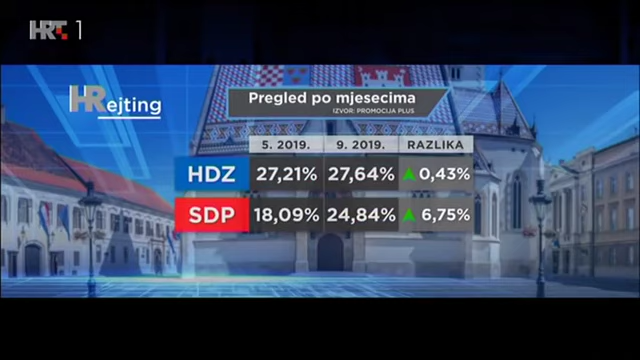 HRT 1
HRejting
Pregled po mjesecima
IZVOR: PROMOCIJA PLUS
5. 2019. 9. 2019. RAZLIKA
HDZ 27,21% 27,64% 0,43%
SDP 18,09% 24,84% 6,75%